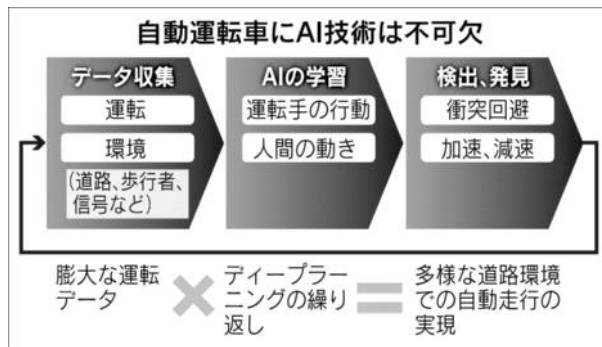 自動運転車にAI技術は不可欠
データ収集
運転
環境
(道路、歩行者、
信号など)
AIの学習
運転手の行動
人間の動き
検出、発見
衝突回避
加速、減速
膨大な運転
データ
×
ディープラー
ニングの繰り
返し
=
多様な道路環境
での自動走行の
実現